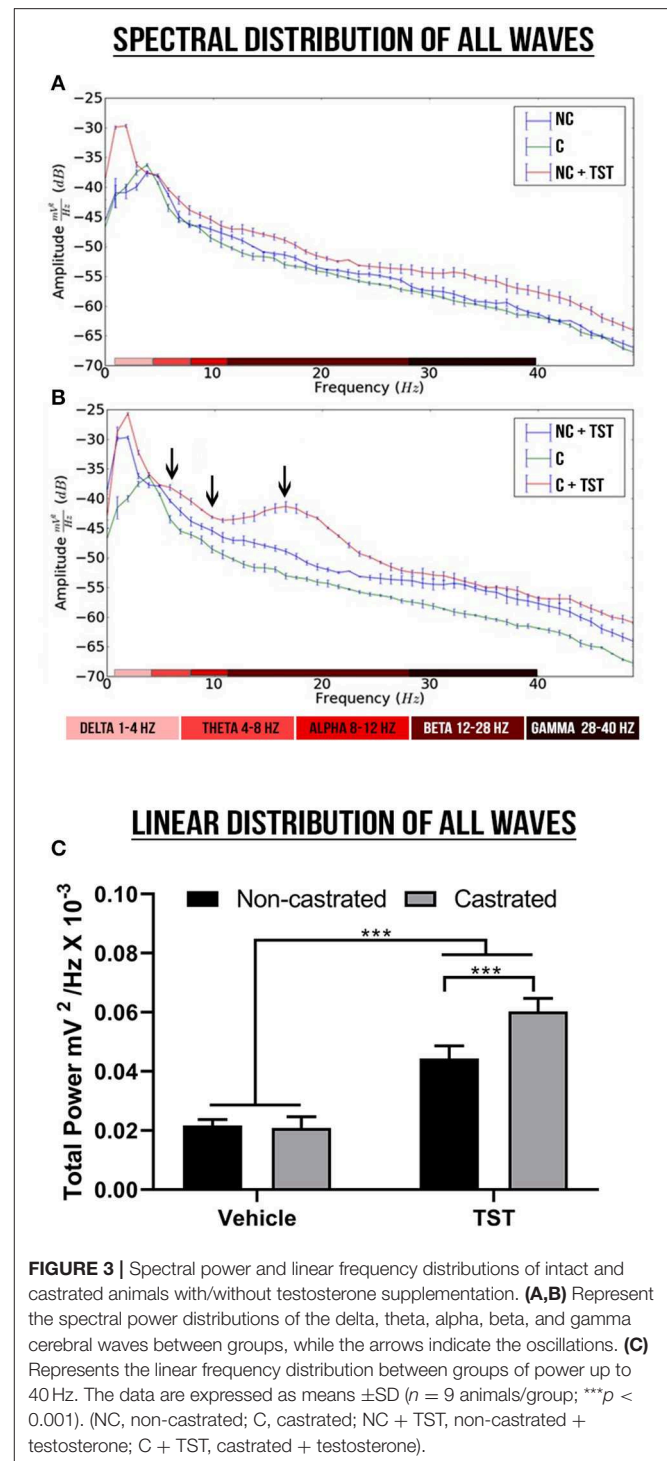 SPECTRAL DISTRIBUTION OF ALL WAVES
A
−25
−30
−35
−40
−45
−50
−55
−60
−65
−70
Amplitude mV²/Hz (dB)
NC
C
NC + TST
0 10 20 30 40
Frequency (Hz)
B
−25
−30
−35
−40
−45
−50
−55
−60
−65
−70
Amplitude mV²/Hz (dB)
NC + TST
C
C + TST
0 10 20 30 40
Frequency (Hz)
DELTA 1-4 HZ THETA 4-8 HZ ALPHA 8-12 HZ BETA 12-28 HZ GAMMA 28-40 HZ
LINEAR DISTRIBUTION OF ALL WAVES
C
Total Power mV ² /Hz X 10⁻³
0.10
0.08
0.06
0.04
0.02
0.00
Non-castrated Castrated
***
***
Vehicle TST
FIGURE 3 | Spectral power and linear frequency distributions of intact and
castrated animals with/without testosterone supplementation. (A,B) Represent
the spectral power distributions of the delta, theta, alpha, beta, and gamma
cerebral waves between groups, while the arrows indicate the oscillations. (C)
Represents the linear frequency distribution between groups of power up to
40 Hz. The data are expressed as means ±SD (n = 9 animals/group; ***p <
0.001). (NC, non-castrated; C, castrated; NC + TST, non-castrated +
testosterone; C + TST, castrated + testosterone).